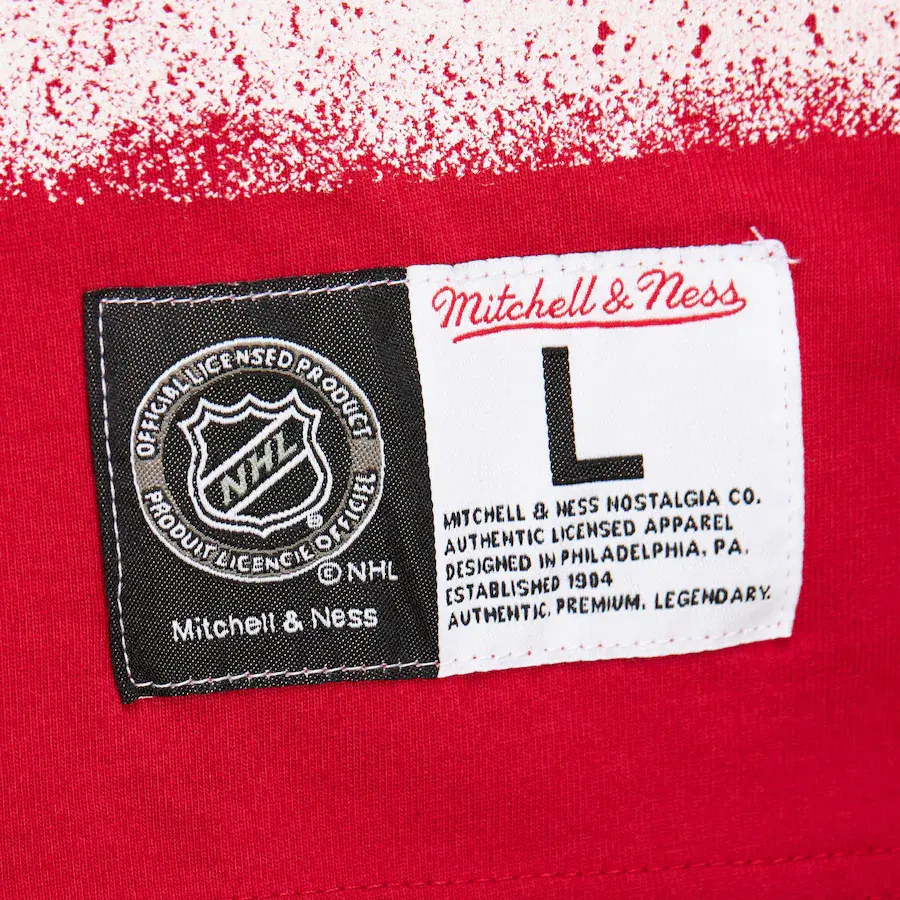 OFFICIAL LICENSED PRODUCT
NHL
®
PRODUIT LICENCIÉ OFFICIEL
© NHL
Mitchell & Ness
Mitchell & Ness
L
MITCHELL & NESS NOSTALGIA CO.
AUTHENTIC LICENSED APPAREL
DESIGNED IN PHILADELPHIA, PA.
ESTABLISHED 1904
AUTHENTIC. PREMIUM. LEGENDARY.